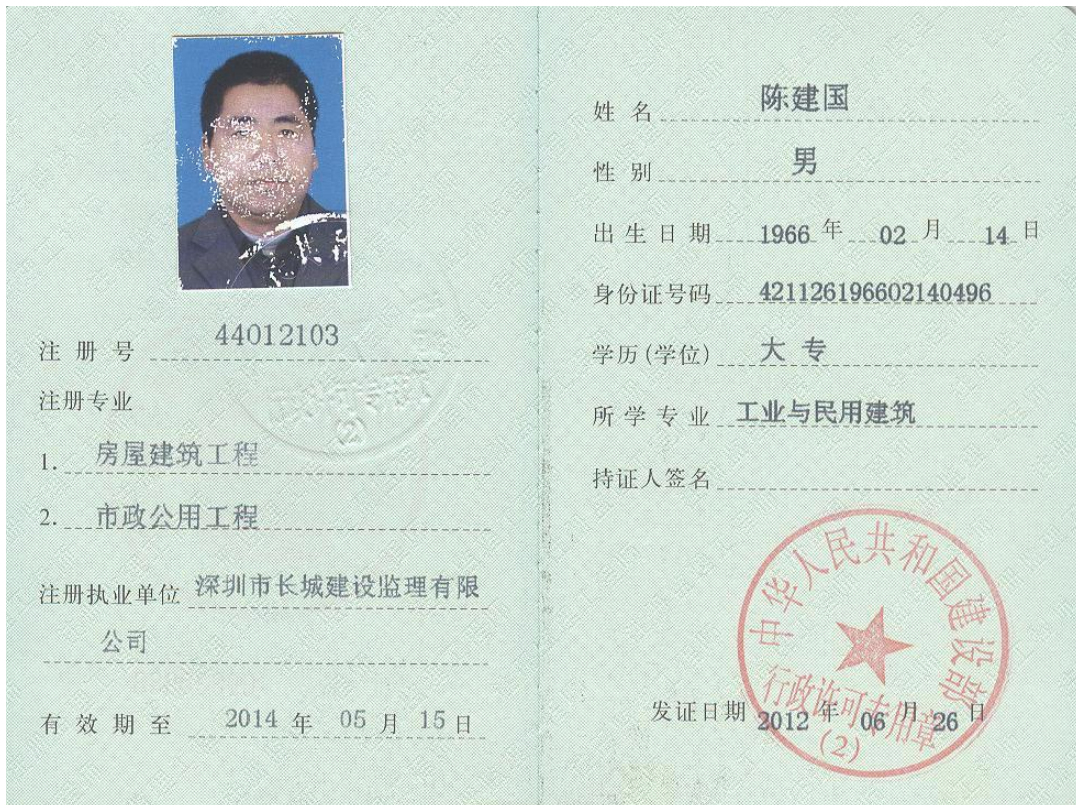 注册号 44012103
注册专业
1. 房屋建筑工程
2. 市政公用工程
注册执业单位 深圳市长城建设监理有限
公司
有效期至 2014 年 05 月 15 日
姓名 陈建国
性别 男
出生日期 1966 年 02 月 14 日
身份证号码 421126196602140496
学历(学位) 大专
所学专业 工业与民用建筑
持证人签名
中华人民共和国建设部
行政许可专用章
(2)
发证日期 2012 年 06 月 26 日